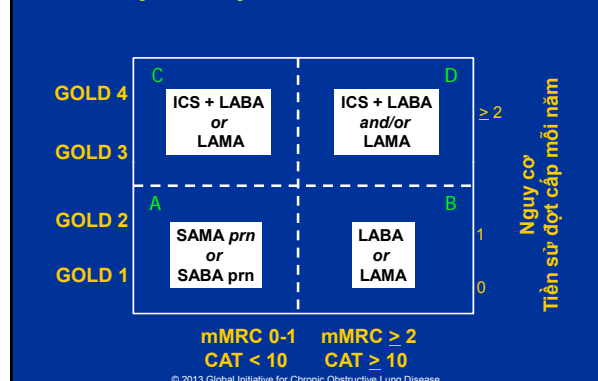 C
D
GOLD 4
ICS + LABA
or
LAMA
ICS + LABA
and/or
LAMA
≥ 2
GOLD 3
A
B
GOLD 2
SAMA prn
or
SABA prn
LABA
or
LAMA
1
GOLD 1
0
Nguy cơ
Tiền sử đợt cấp mỗi năm
mMRC 0-1
mMRC ≥ 2
CAT < 10
CAT ≥ 10
© 2013 Global Initiative for Chronic Obstructive Lung Disease